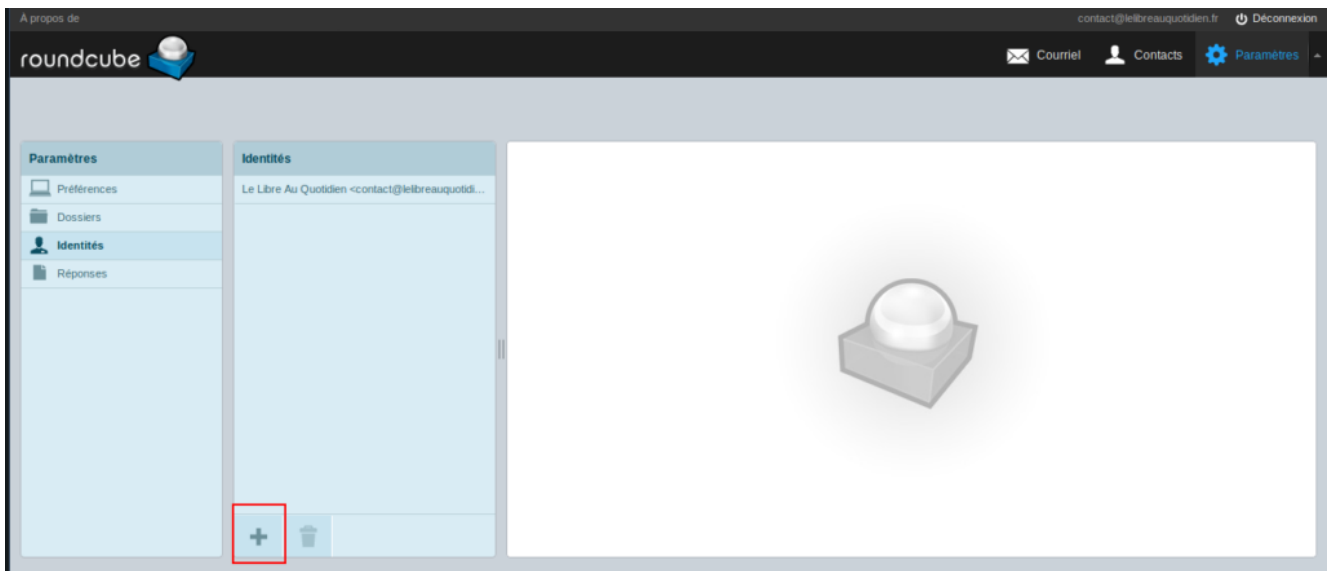 A propos de
contact@lelibreauquotidien.fr Déconnexion
roundcube Courriel Contacts Paramètres
Paramètres
Préférences
Dossiers
Identités
Réponses
Identités
Le Libre Au Quotidien <contact@lelibreauquotidi...